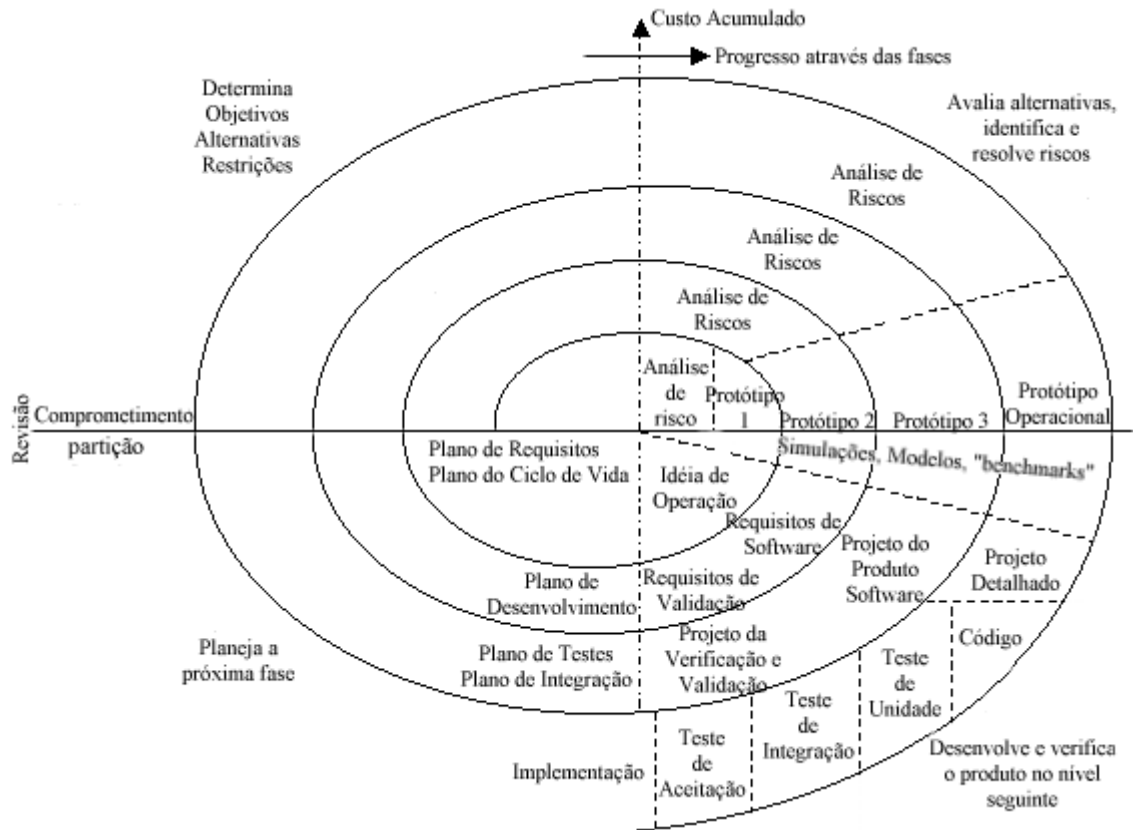 Custo Acumulado
Progresso através das fases
Determina
Objetivos
Alternativas
Restrições
Avalia alternativas,
identifica e
resolve riscos
Análise de
Riscos
Análise de
Riscos
Análise de
Riscos
Análise
de
risco
Protótipo
1
Protótipo 2
Protótipo 3
Protótipo
Operacional
Revisão
Comprometimento
partição
Simulações, Modelos, "benchmarks"
Plano de Requisitos
Plano do Ciclo de Vida
Idéia de
Operação
Requisitos de
Software
Projeto do
Produto
Software
Projeto
Detalhado
Plano de
Desenvolvimento
Requisitos de
Validação
Código
Planeja a
próxima fase
Plano de Testes
Plano de Integração
Projeto da
Verificação e
Validação
Teste
de
Unidade
Teste
de
Integração
Teste
de
Aceitação
Implementação
Desenvolve e verifica
o produto no nível
seguinte